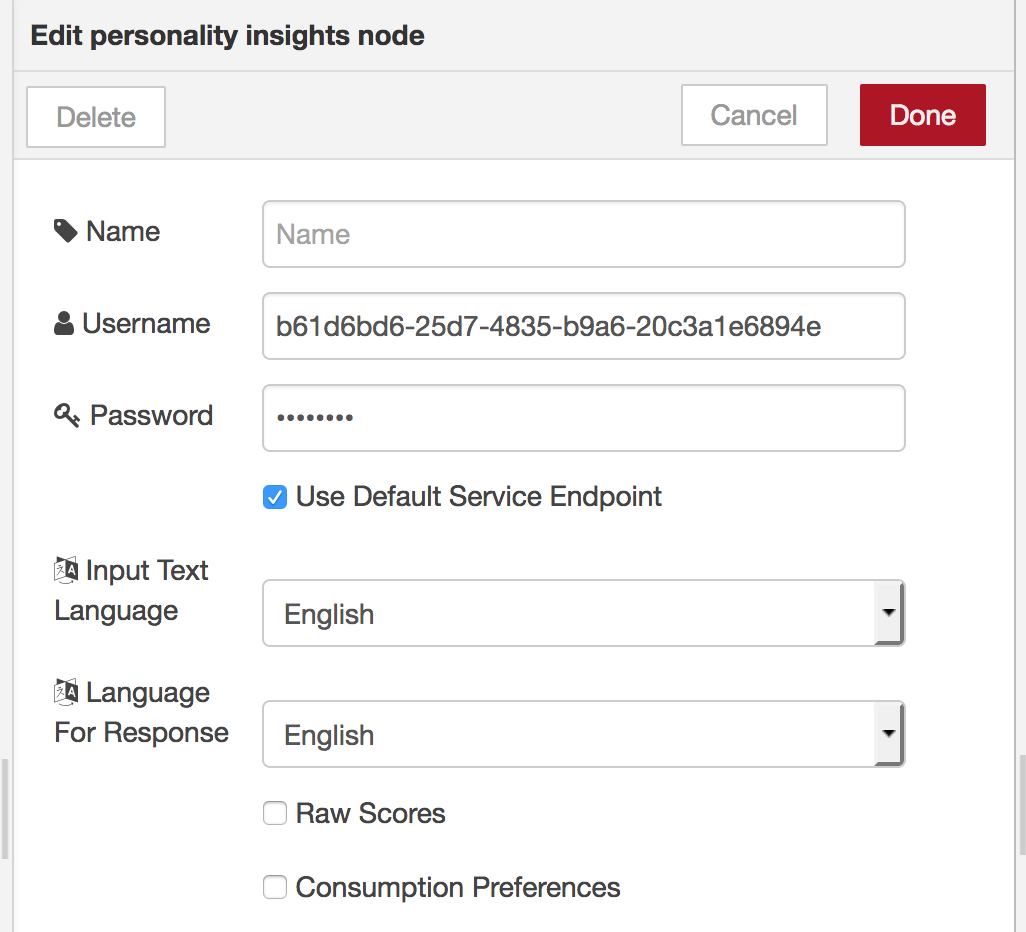 Edit personality insights node
Delete
Cancel
Done
Name
Name
Username
b61d6bd6-25d7-4835-b9a6-20c3a1e6894e
Password
••••••••
Use Default Service Endpoint
Input Text
Language
English
Language
For Response
English
Raw Scores
Consumption Preferences